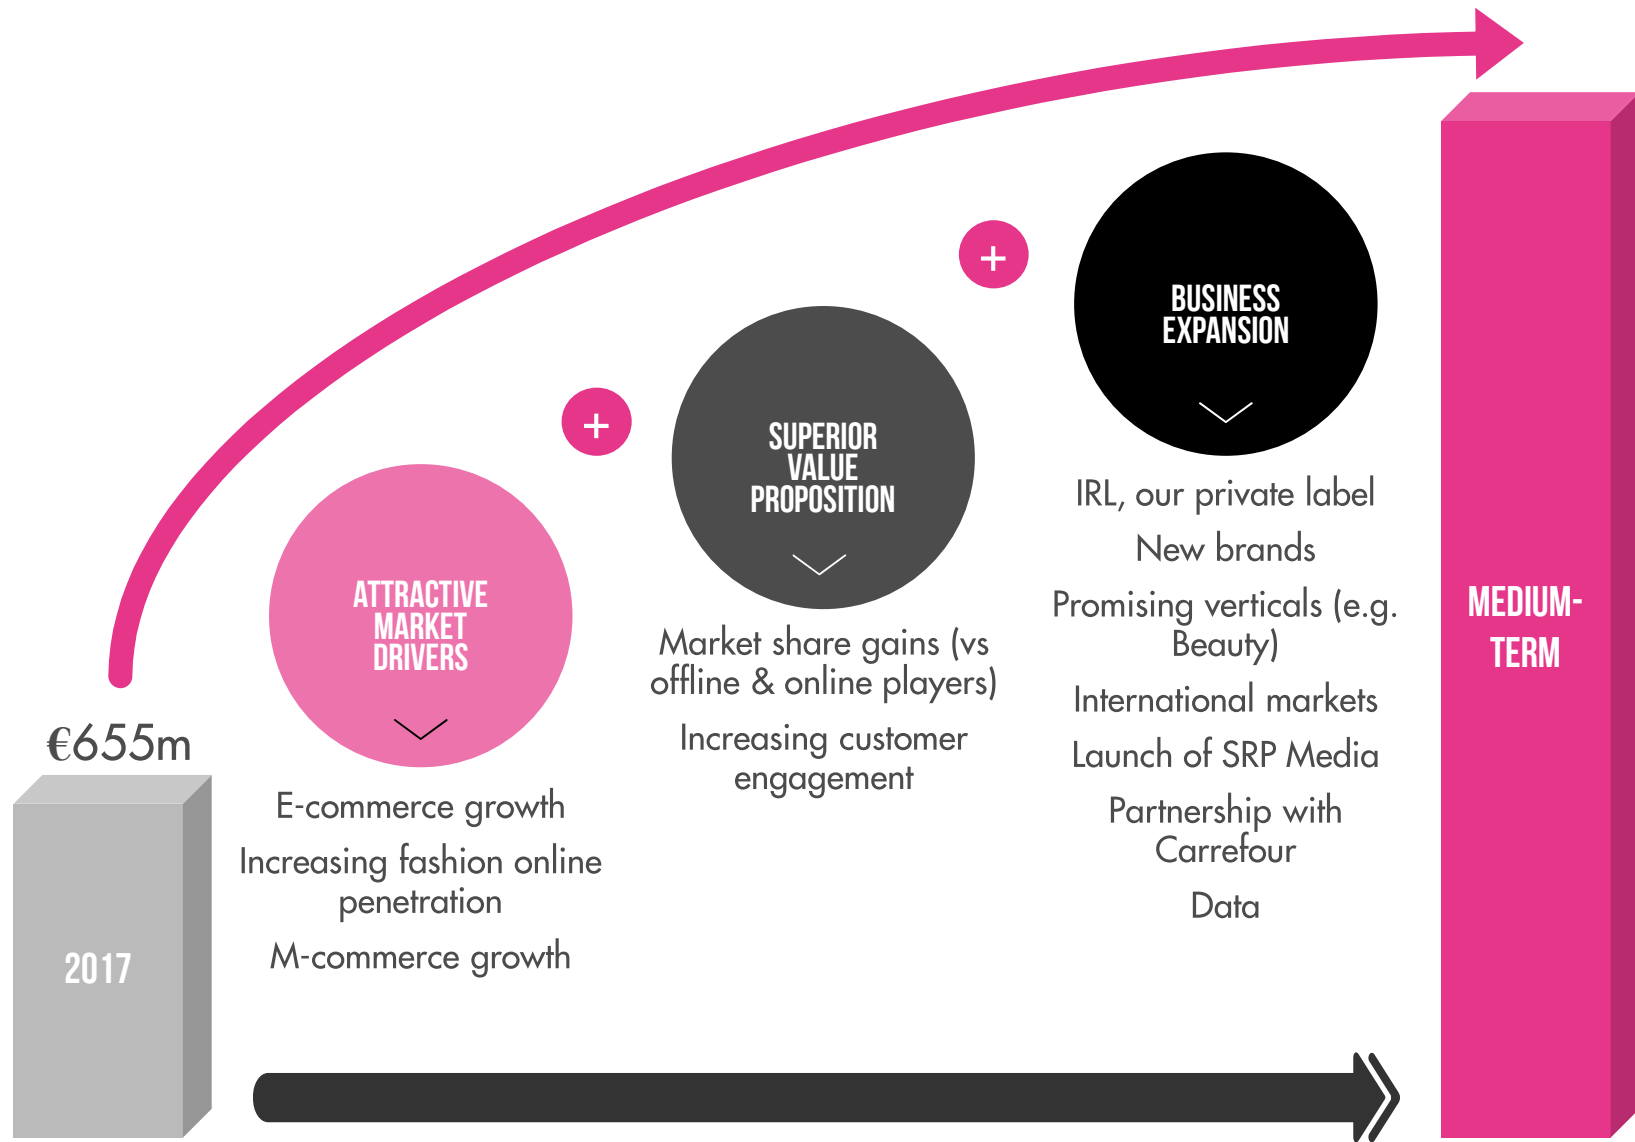 €655m
2017
ATTRACTIVE
MARKET
DRIVERS
E-commerce growth
Increasing fashion online
penetration
M-commerce growth
+
SUPERIOR
VALUE
PROPOSITION
Market share gains (vs
offline & online players)
Increasing customer
engagement
+
BUSINESS
EXPANSION
IRL, our private label
New brands
Promising verticals (e.g.
Beauty)
International markets
Launch of SRP Media
Partnership with
Carrefour
Data
MEDIUM-
TERM